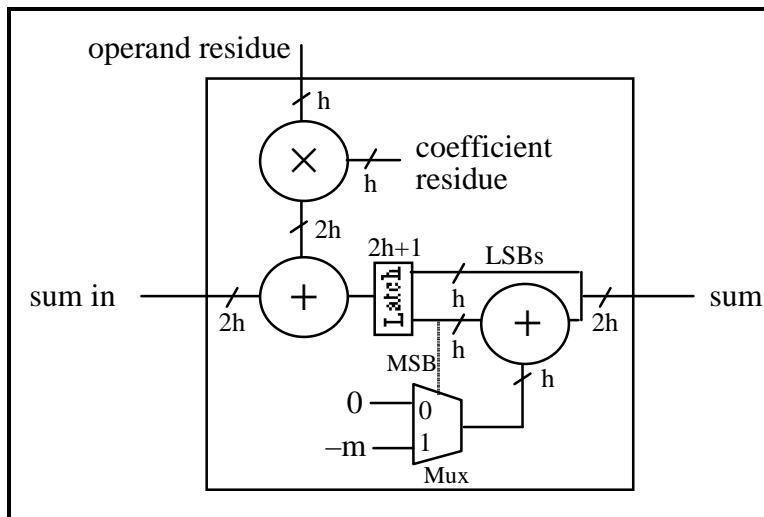 operand residue
h
×
coefficient
residue
h
2h
2h+1
LSBs
Latch
h
sum in
+
+
sum
2h
h
2h
MSB
h
0
0
–m
1
Mux